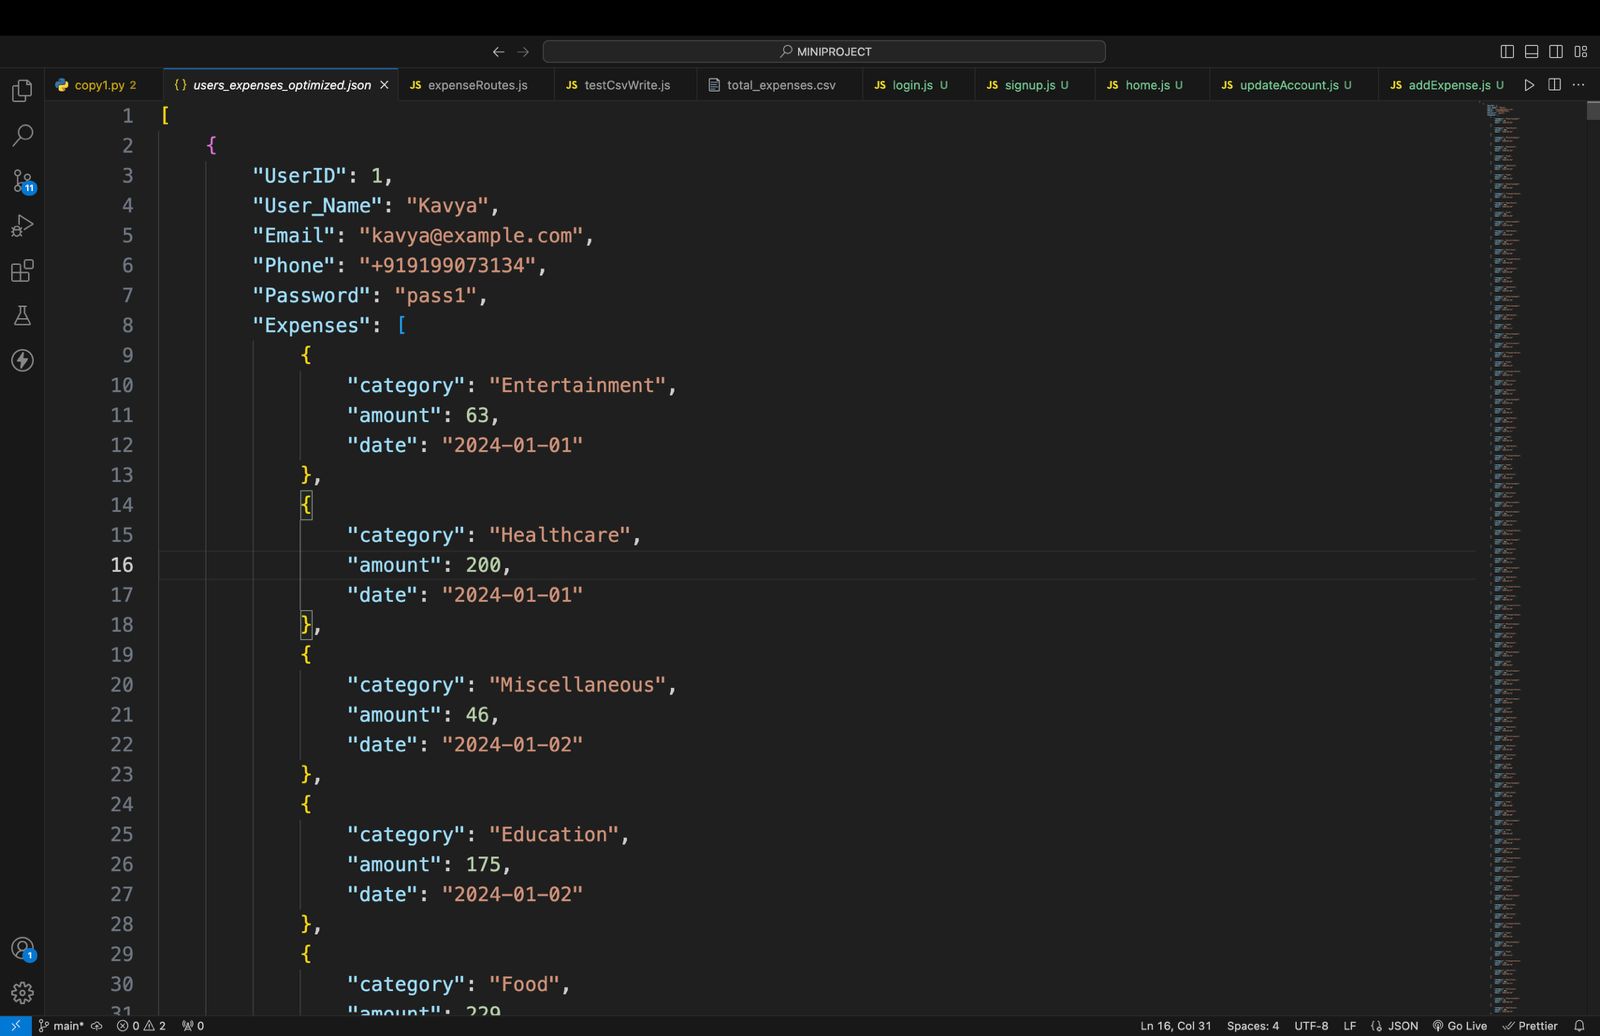 MINIPROJECT
copy1.py 2 {} users_expenses_optimized.json × JS expenseRoutes.js JS testCsvWrite.js total_expenses.csv JS login.js U JS signup.js U JS home.js U JS updateAccount.js U JS addExpense.js U
1 [
2 {
3 "UserID": 1,
4 "User_Name": "Kavya",
5 "Email": "kavya@example.com",
6 "Phone": "+919199073134",
7 "Password": "pass1",
8 "Expenses": [
9 {
10 "category": "Entertainment",
11 "amount": 63,
12 "date": "2024-01-01"
13 },
14 {
15 "category": "Healthcare",
16 "amount": 200,
17 "date": "2024-01-01"
18 },
19 {
20 "category": "Miscellaneous",
21 "amount": 46,
22 "date": "2024-01-02"
23 },
24 {
25 "category": "Education",
26 "amount": 175,
27 "date": "2024-01-02"
28 },
29 {
30 "category": "Food",
31 "amount": 229
11
1
main* 0 2 0 Ln 16, Col 31 Spaces: 4 UTF-8 LF {} JSON Go Live Prettier